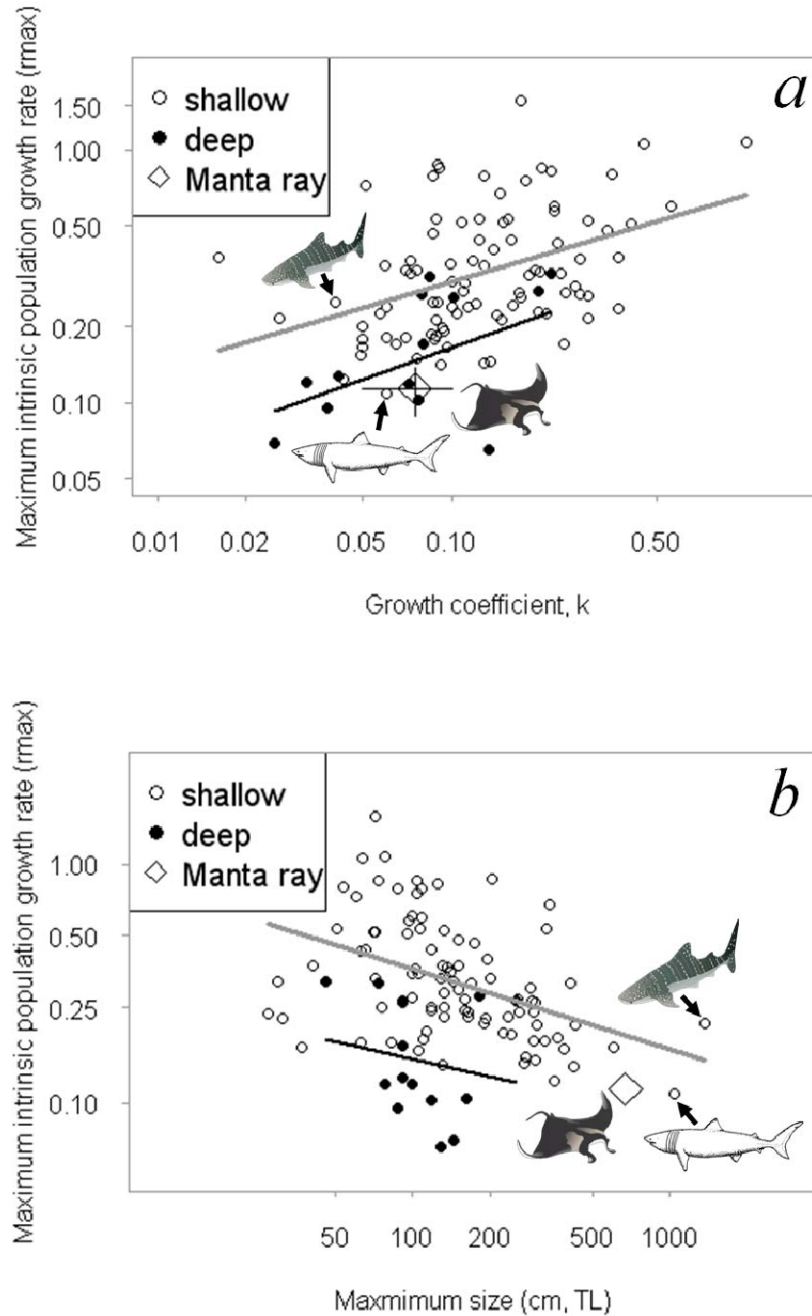 a
shallow
deep
Manta ray
Maximum intrinsic population growth rate (rmax)
1.50
1.00
0.50
0.20
0.10
0.05
0.01 0.02 0.05 0.10 0.50
Growth coefficient, k
b
shallow
deep
Manta ray
Maximum intrinsic population growth rate (rmax)
1.00
0.50
0.25
0.10
50 100 200 500 1000
Maxmimum size (cm, TL)